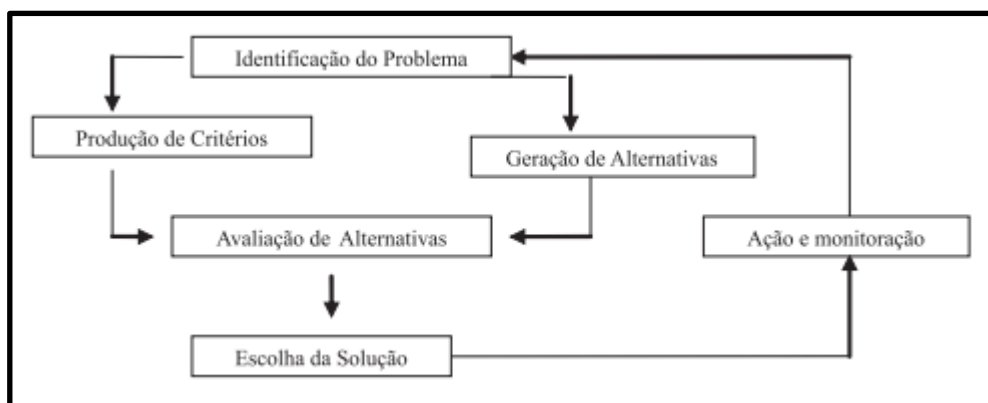 Identificação do Problema
Produção de Critérios
Geração de Alternativas
Avaliação de Alternativas
Ação e monitoração
Escolha da Solução